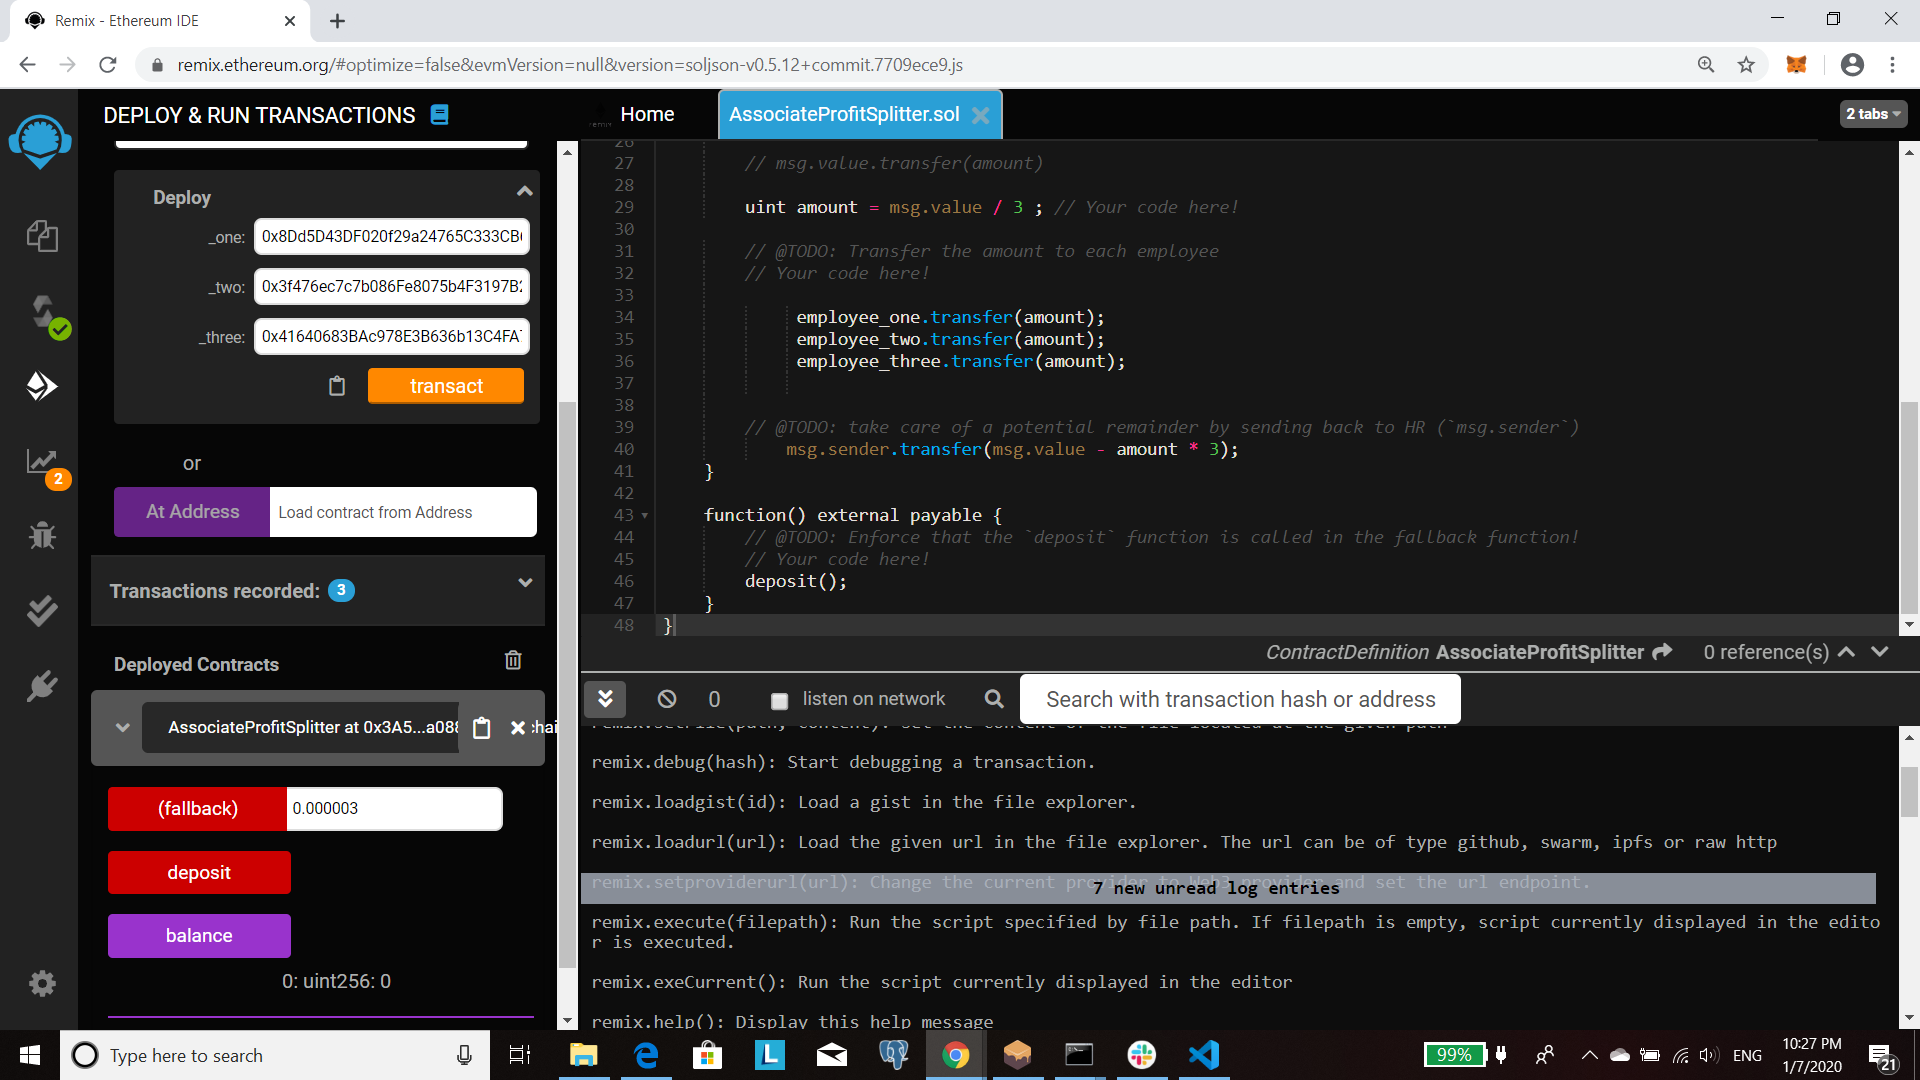 Remix - Ethereum IDE
remix.ethereum.org/#optimize=false&evmVersion=null&version=soljson-v0.5.12+commit.7709ece9.js
DEPLOY & RUN TRANSACTIONS
Home
AssociateProfitSplitter.sol
2 tabs
Deploy
_one:
0x8Dd5D43DF020f29a24765C333CB
_two:
0x3f476ec7c7b086Fe8075b4F3197B2
_three:
0x41640683BAc978E3B636b13C4FA
transact
or
At Address
Load contract from Address
2
Transactions recorded: 3
Deployed Contracts
AssociateProfitSplitter at 0x3A5...a088
(fallback)
0.000003
deposit
balance
0: uint256: 0
26
27 // msg.value.transfer(amount)
28
29 uint amount = msg.value / 3 ; // Your code here!
30
31 // @TODO: Transfer the amount to each employee
32 // Your code here!
33
34 employee_one.transfer(amount);
35 employee_two.transfer(amount);
36 employee_three.transfer(amount);
37
38
39 // @TODO: take care of a potential remainder by sending back to HR (`msg.sender`)
40 msg.sender.transfer(msg.value - amount * 3);
41 }
42
43 function() external payable {
44 // @TODO: Enforce that the `deposit` function is called in the fallback function!
45 // Your code here!
46 deposit();
47 }
48 }
ContractDefinition AssociateProfitSplitter 0 reference(s)
0 listen on network Search with transaction hash or address
remix.debug(hash): Start debugging a transaction.
remix.loadgist(id): Load a gist in the file explorer.
remix.loadurl(url): Load the given url in the file explorer. The url can be of type github, swarm, ipfs or raw http
remix.setproviderurl(url): Change the current provider to Web3 provider and set the url endpoint.
7 new unread log entries
remix.execute(filepath): Run the script specified by file path. If filepath is empty, script currently displayed in the edito
r is executed.
remix.exeCurrent(): Run the script currently displayed in the editor
remix.help(): Display this help message
Type here to search
L
99%
ENG
10:27 PM
1/7/2020
21